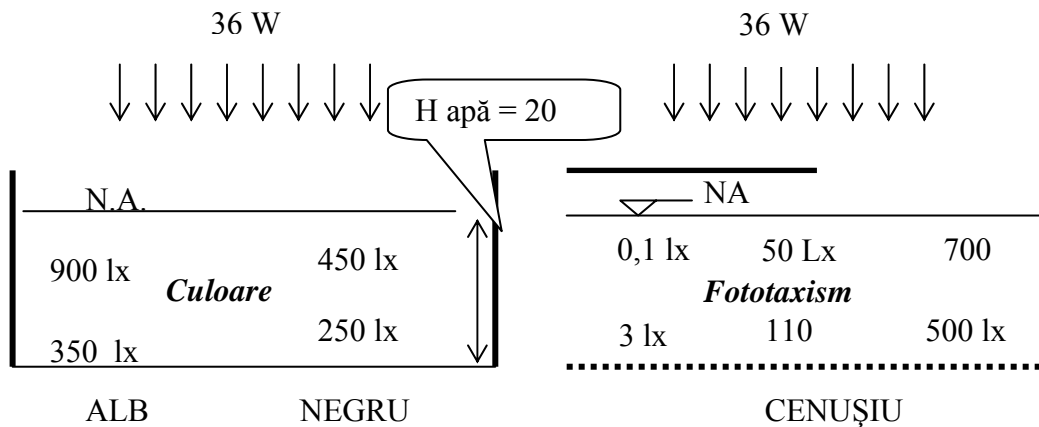 36 W
36 W
H apă = 20
N.A.
NA
900 lx
450 lx
Culoare
350 lx
250 lx
0,1 lx
50 Lx
700
Fototaxism
3 lx
110
500 lx
ALB
NEGRU
CENUŞIU